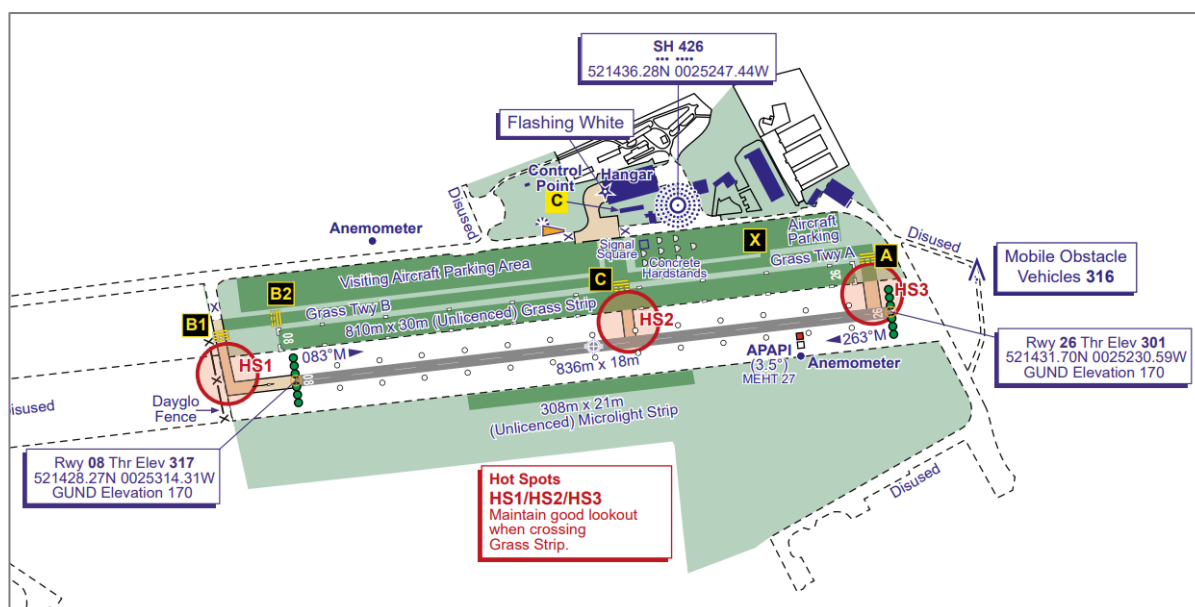 SH 426
521436.28N 0025247.44W
Flashing White
Control
Point
Hangar
C
Disused
Anemometer
Signal
Square
Concrete
Hardstands
X
Aircraft
Parking
Disused
A
Mobile Obstacle
Vehicles 316
Visiting Aircraft Parking Area
Grass Twy A
26
C
B2
Grass Twy B
810m x 30m (Unlicenced) Grass Strip
HS3
B1
08
HS2
26
HS1
083°M
263°M
Rwy 26 Thr Elev 301
521431.70N 0025230.59W
GUND Elevation 170
APAPI
(3.5°)
MEHT 27
Anemometer
836m x 18m
08
isused
Dayglo
Fence
308m x 21m
(Unlicenced) Microlight Strip
Rwy 08 Thr Elev 317
521428.27N 0025314.31W
GUND Elevation 170
Hot Spots
HS1/HS2/HS3
Maintain good lookout
when crossing
Grass Strip.
Disused